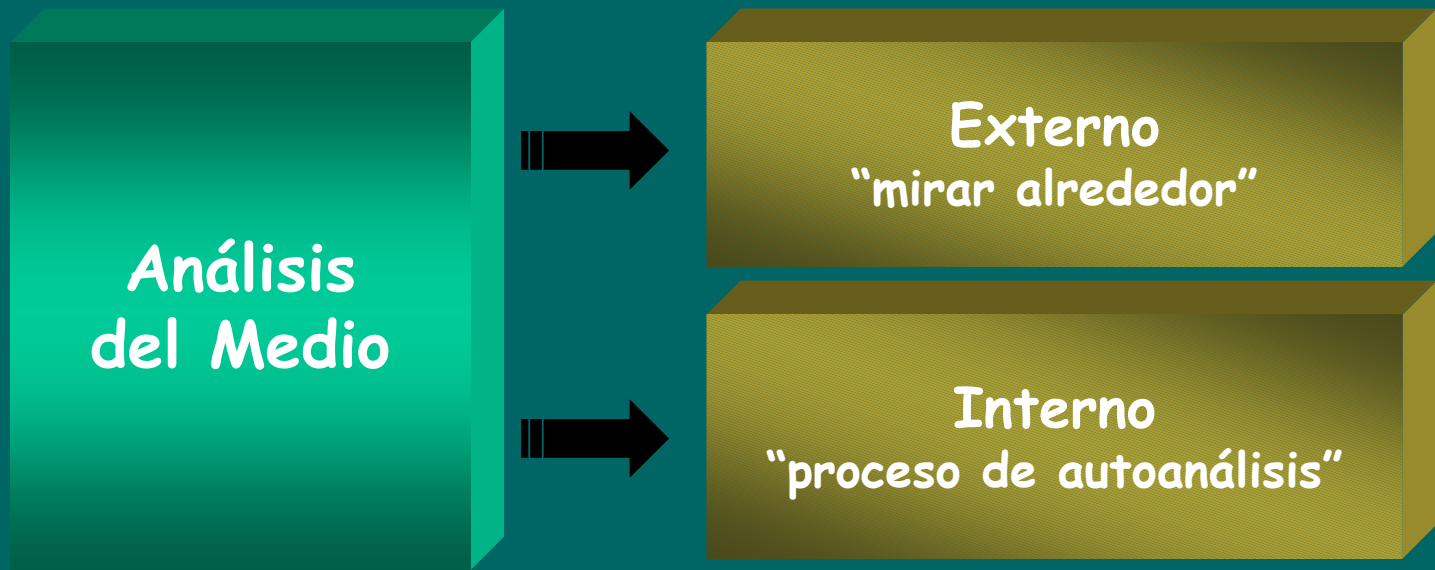 Análisis
del Medio
Externo
“mirar alrededor”
Interno
“proceso de autoanálisis”